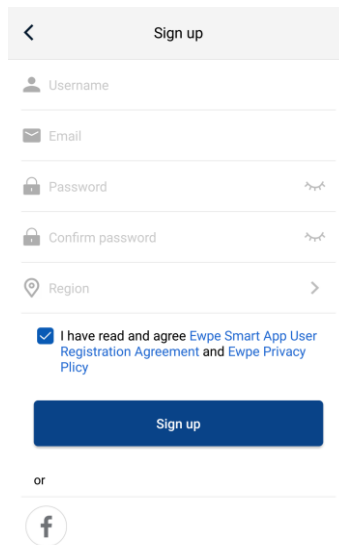 Sign up
Username
Email
Password
Confirm password
Region
I have read and agree Ewpe Smart App User
Registration Agreement and Ewpe Privacy
Plicy
Sign up
or